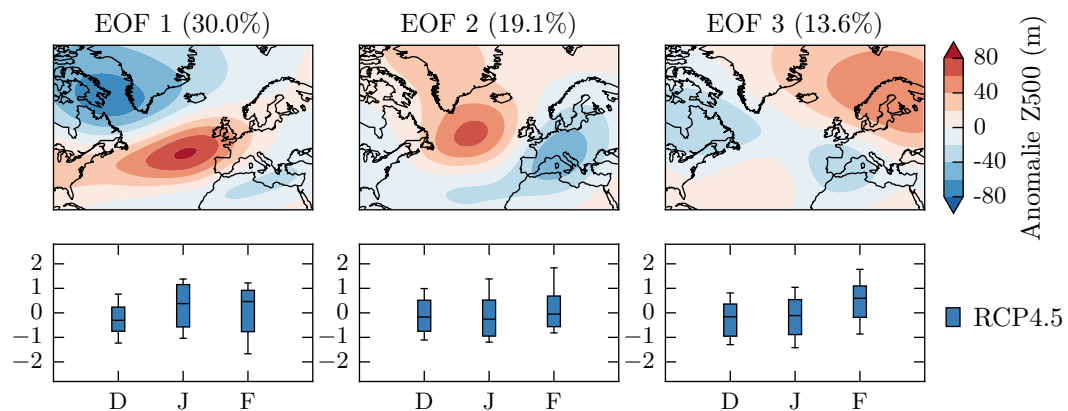 EOF 1 (30.0%)
EOF 2 (19.1%)
EOF 3 (13.6%)
80
40
0
-40
-80
Anomalie Z500 (m)
2
1
0
−1
−2
D J F
2
1
0
−1
−2
D J F
2
1
0
−1
−2
D J F
RCP4.5